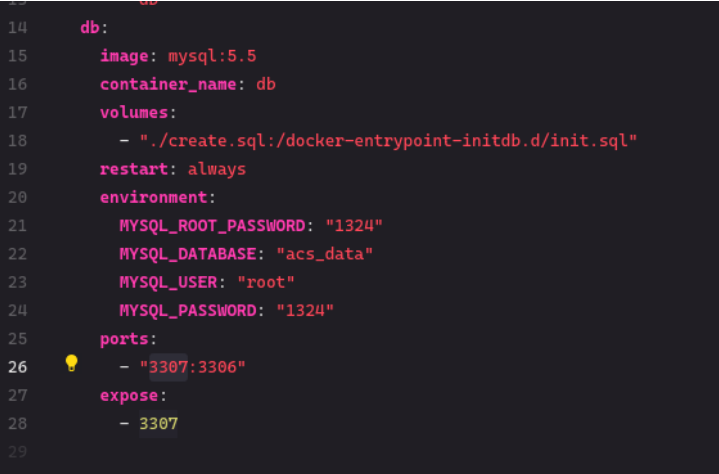 14 db:
15 image: mysql:5.5
16 container_name: db
17 volumes:
18 - "./create.sql:/docker-entrypoint-initdb.d/init.sql"
19 restart: always
20 environment:
21 MYSQL_ROOT_PASSWORD: "1324"
22 MYSQL_DATABASE: "acs_data"
23 MYSQL_USER: "root"
24 MYSQL_PASSWORD: "1324"
25 ports:
26 - "3307:3306"
27 expose:
28 - 3307
29